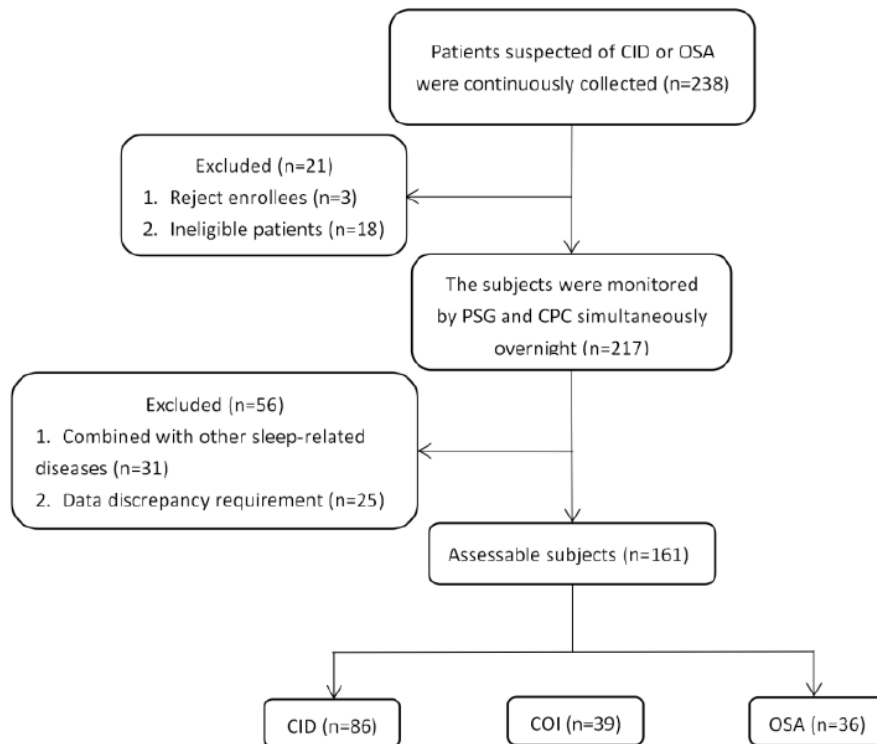 Patients suspected of CID or OSA
were continuously collected (n=238)
Excluded (n=21)
1. Reject enrollees (n=3)
2. Ineligible patients (n=18)
The subjects were monitored
by PSG and CPC simultaneously
overnight (n=217)
Excluded (n=56)
1. Combined with other sleep-related
diseases (n=31)
2. Data discrepancy requirement (n=25)
Assessable subjects (n=161)
CID (n=86)
COI (n=39)
OSA (n=36)